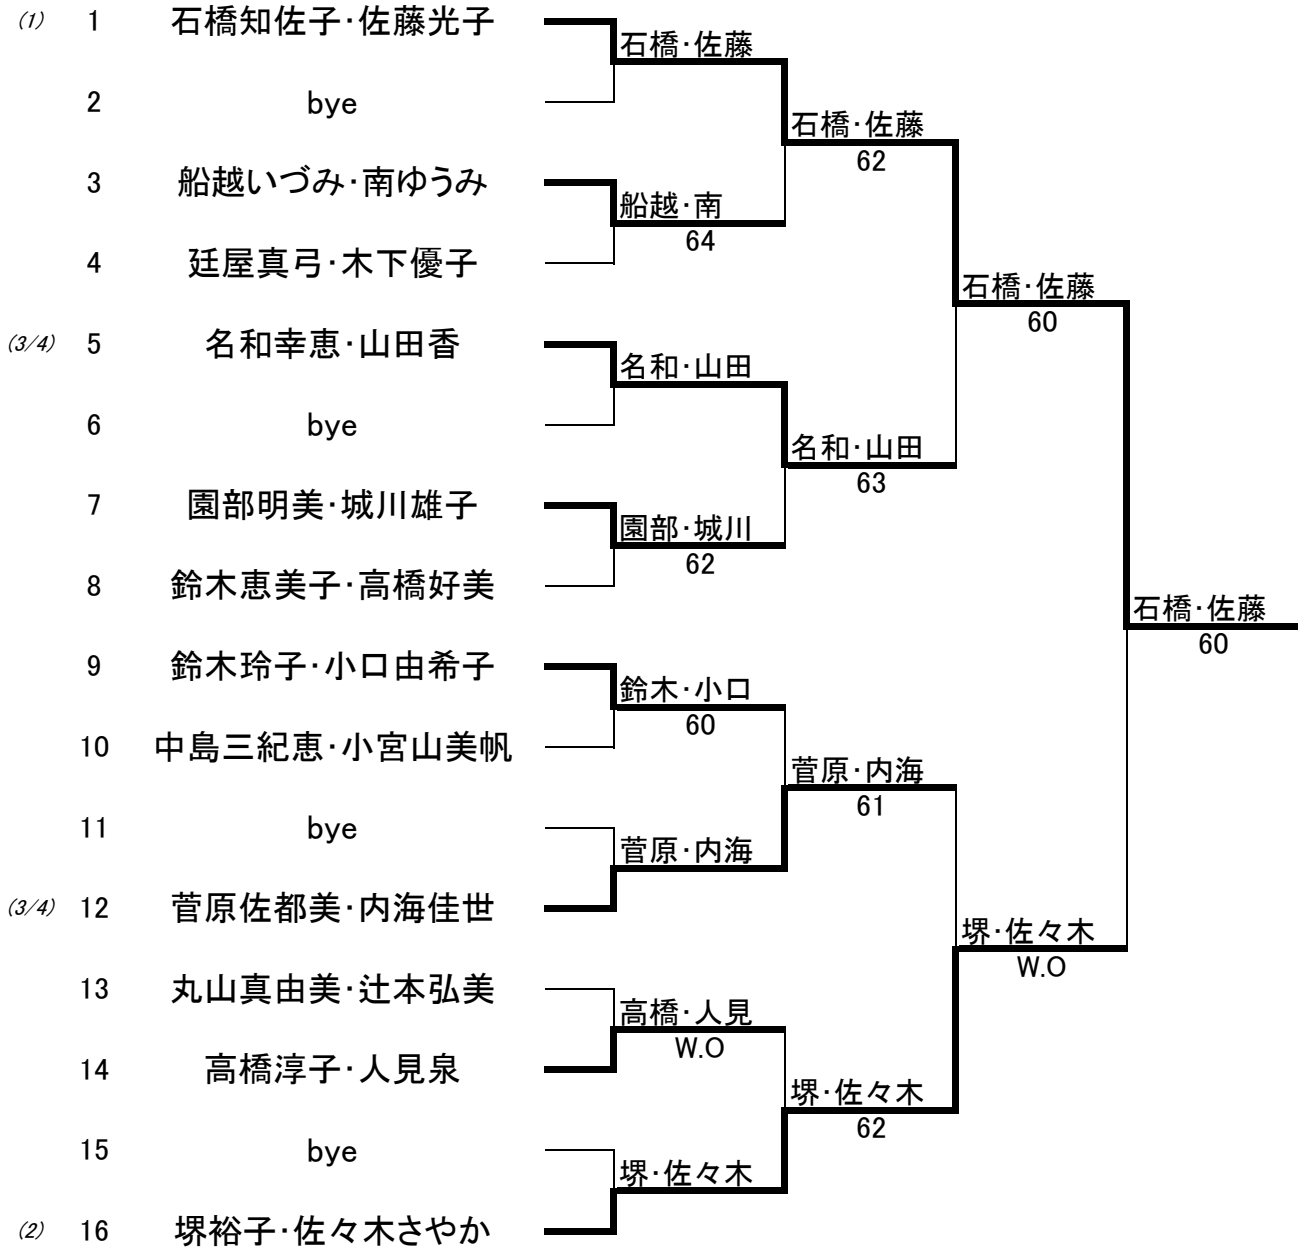 (1) 1 石橋知佐子・佐藤光子
石橋・佐藤
2 bye
石橋・佐藤
62
3 船越いづみ・南ゆうみ
船越・南
64
4 廷屋真弓・木下優子
石橋・佐藤
60
(3/4) 5 名和幸恵・山田香
名和・山田
6 bye
名和・山田
63
7 園部明美・城川雄子
園部・城川
62
8 鈴木恵美子・高橋好美
石橋・佐藤
60
9 鈴木玲子・小口由希子
鈴木・小口
60
10 中島三紀恵・小宮山美帆
菅原・内海
61
11 bye
菅原・内海
(3/4) 12 菅原佐都美・内海佳世
堺・佐々木
W.O
13 丸山真由美・辻本弘美
高橋・人見
W.O
14 高橋淳子・人見泉
堺・佐々木
62
15 bye
堺・佐々木
(2) 16 堺裕子・佐々木さやか